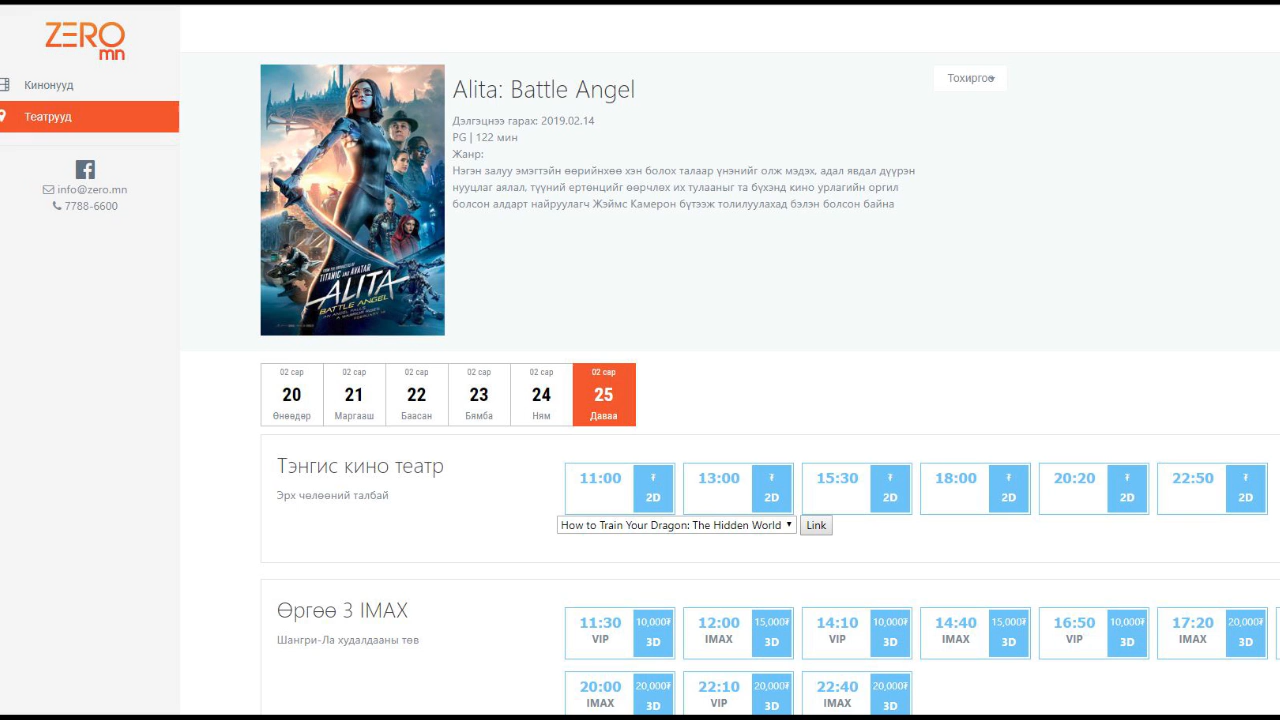 ZERO
mn
Кинонууд
Театрууд
info@zero.mn
7788-6600
TITANIC AND AVATAR
ALITA
BATTLE ANGEL
Alita: Battle Angel
Тохиргоо
Дэлгэцнээ гарах: 2019.02.14
PG | 122 мин
Жанр:
Нэгэн залуу эмэгтэйн өөрийнхөө хэн болох талаар үнэнийг олж мэдэх, адал явдал дүүрэн
нууцлаг аялал, түүний ертөнцийг өөрчлөх их тулааныг та бүхэнд кино урлагийн оргил
болсон алдарт найруулагч Жэймс Камерон бүтээж толилуулахад бэлэн болсон байна
02 сар 02 сар 02 сар 02 сар 02 сар 02 сар
20 21 22 23 24 25
Өнөөдөр Маргааш Баасан Бямба Ням Даваа
Тэнгис кино театр
Эрх чөлөөний талбай
11:00 ₮ 13:00 ₮ 15:30 ₮ 18:00 ₮ 20:20 ₮ 22:50 ₮
2D 2D 2D 2D 2D 2D
How to Train Your Dragon: The Hidden World Link
Өргөө 3 IMAX
Шангри-Ла худалдааны төв
11:30 10,000₮ 12:00 15,000₮ 14:10 10,000₮ 14:40 15,000₮ 16:50 10,000₮ 17:20 20,000₮
VIP 3D IMAX 3D VIP 3D IMAX 3D VIP 3D IMAX 3D
20:00 20,000₮ 22:10 20,000₮ 22:40 20,000₮
IMAX 3D VIP 3D IMAX 3D